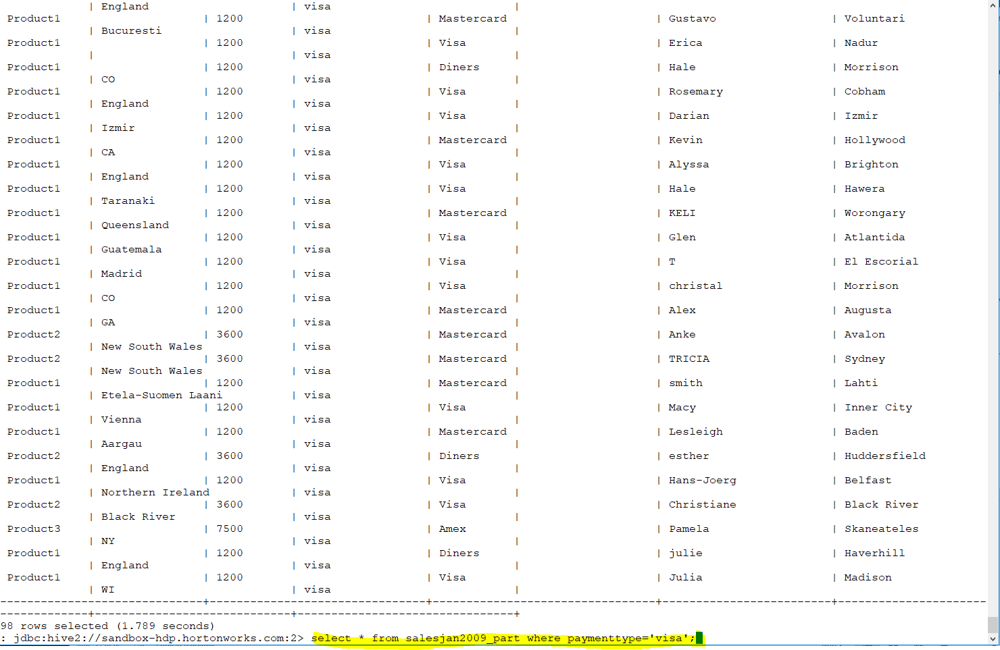 | England | visa |
Product1 | 1200 | Mastercard | Gustavo | Voluntari
| Bucuresti | visa |
Product1 | 1200 | Visa | Erica | Nadur
| | visa |
Product1 | 1200 | Diners | Hale | Morrison
| CO | visa |
Product1 | 1200 | Visa | Rosemary | Cobham
| England | visa |
Product1 | 1200 | Visa | Darian | Izmir
| Izmir | visa |
Product1 | 1200 | Mastercard | Kevin | Hollywood
| CA | visa |
Product1 | 1200 | Visa | Alyssa | Brighton
| England | visa |
Product1 | 1200 | Visa | Hale | Hawera
| Taranaki | visa |
Product1 | 1200 | Mastercard | KELI | Worongary
| Queensland | visa |
Product1 | 1200 | Visa | Glen | Atlantida
| Guatemala | visa |
Product1 | 1200 | Visa | T | El Escorial
| Madrid | visa |
Product1 | 1200 | Visa | christal | Morrison
| CO | visa |
Product1 | 1200 | Mastercard | Alex | Augusta
| GA | visa |
Product2 | 3600 | Mastercard | Anke | Avalon
| New South Wales | visa |
Product2 | 3600 | Mastercard | TRICIA | Sydney
| New South Wales | visa |
Product1 | 1200 | Mastercard | smith | Lahti
| Etela-Suomen Laani | visa |
Product1 | 1200 | Visa | Macy | Inner City
| Vienna | visa |
Product1 | 1200 | Mastercard | Lesleigh | Baden
| Aargau | visa |
Product2 | 3600 | Diners | esther | Huddersfield
| England | visa |
Product1 | 1200 | Visa | Hans-Joerg | Belfast
| Northern Ireland | visa |
Product2 | 3600 | Visa | Christiane | Black River
| Black River | visa |
Product3 | 7500 | Amex | Pamela | Skaneateles
| NY | visa |
Product1 | 1200 | Diners | julie | Haverhill
| England | visa |
Product1 | 1200 | Visa | Julia | Madison
| WI | visa |
98 rows selected (1.789 seconds)
: jdbc:hive2://sandbox-hdp.hortonworks.com:2> select * from salesjan2009_part where paymenttype='visa';